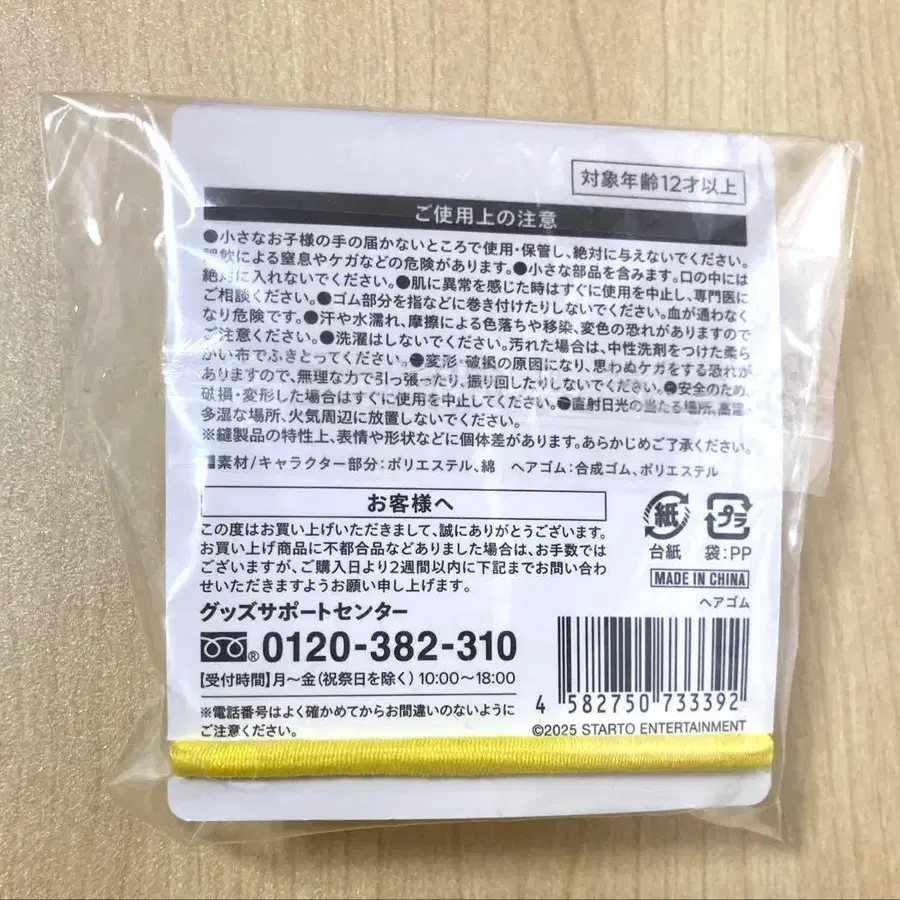 対象年齢12才以上
ご使用上の注意
●小さなお子様の手の届かないところで使用・保管し、絶対に与えないでください。
誤飲による窒息やケガなどの危険があります。●小さな部品を含みます。口の中には
絶対に入れないでください。●肌に異常を感じた時はすぐに使用を中止し、専門医に
ご相談ください。●ゴム部分を指などに巻き付けたりしないでください。血が通わなく
なり危険です。●汗や水濡れ、摩擦による色落ちや移染、変色の恐れがありますので
ご注意ください。●洗濯はしないでください。汚れた場合は、中性洗剤をつけた柔ら
かい布でふきとってください。●変形・破損の原因になり、思わぬケガをする恐れが
ありますので、無理な力で引っ張ったり、振り回したりしないでください。●安全のため、
破損・変形した場合はすぐに使用を中止してください。●直射日光の当たる場所、高温・
多湿な場所、火気周辺に放置しないでください。
※縫製品の特性上、表情や形状などに個体差があります。あらかじめご了承ください。
■素材/キャラクター部分:ポリエステル、綿 ヘアゴム:合成ゴム、ポリエステル
お客様へ
この度はお買い上げいただきまして、誠にありがとうございます。
お買い上げ商品に不都合品などありました場合は、お手数では
ございますが、ご購入日より2週間以内に下記までお問い合わ
せいただきますようお願い申し上げます。
グッズサポートセンター
®0120-382-310
【受付時間】月〜金(祝祭日を除く)10:00〜18:00
※電話番号はよく確かめてからお間違いのないように
ご注意ください。
紙
台紙
プラ
袋:PP
MADE IN CHINA
ヘアゴム
4 582750 733392
©2025 STARTO ENTERTAINMENT